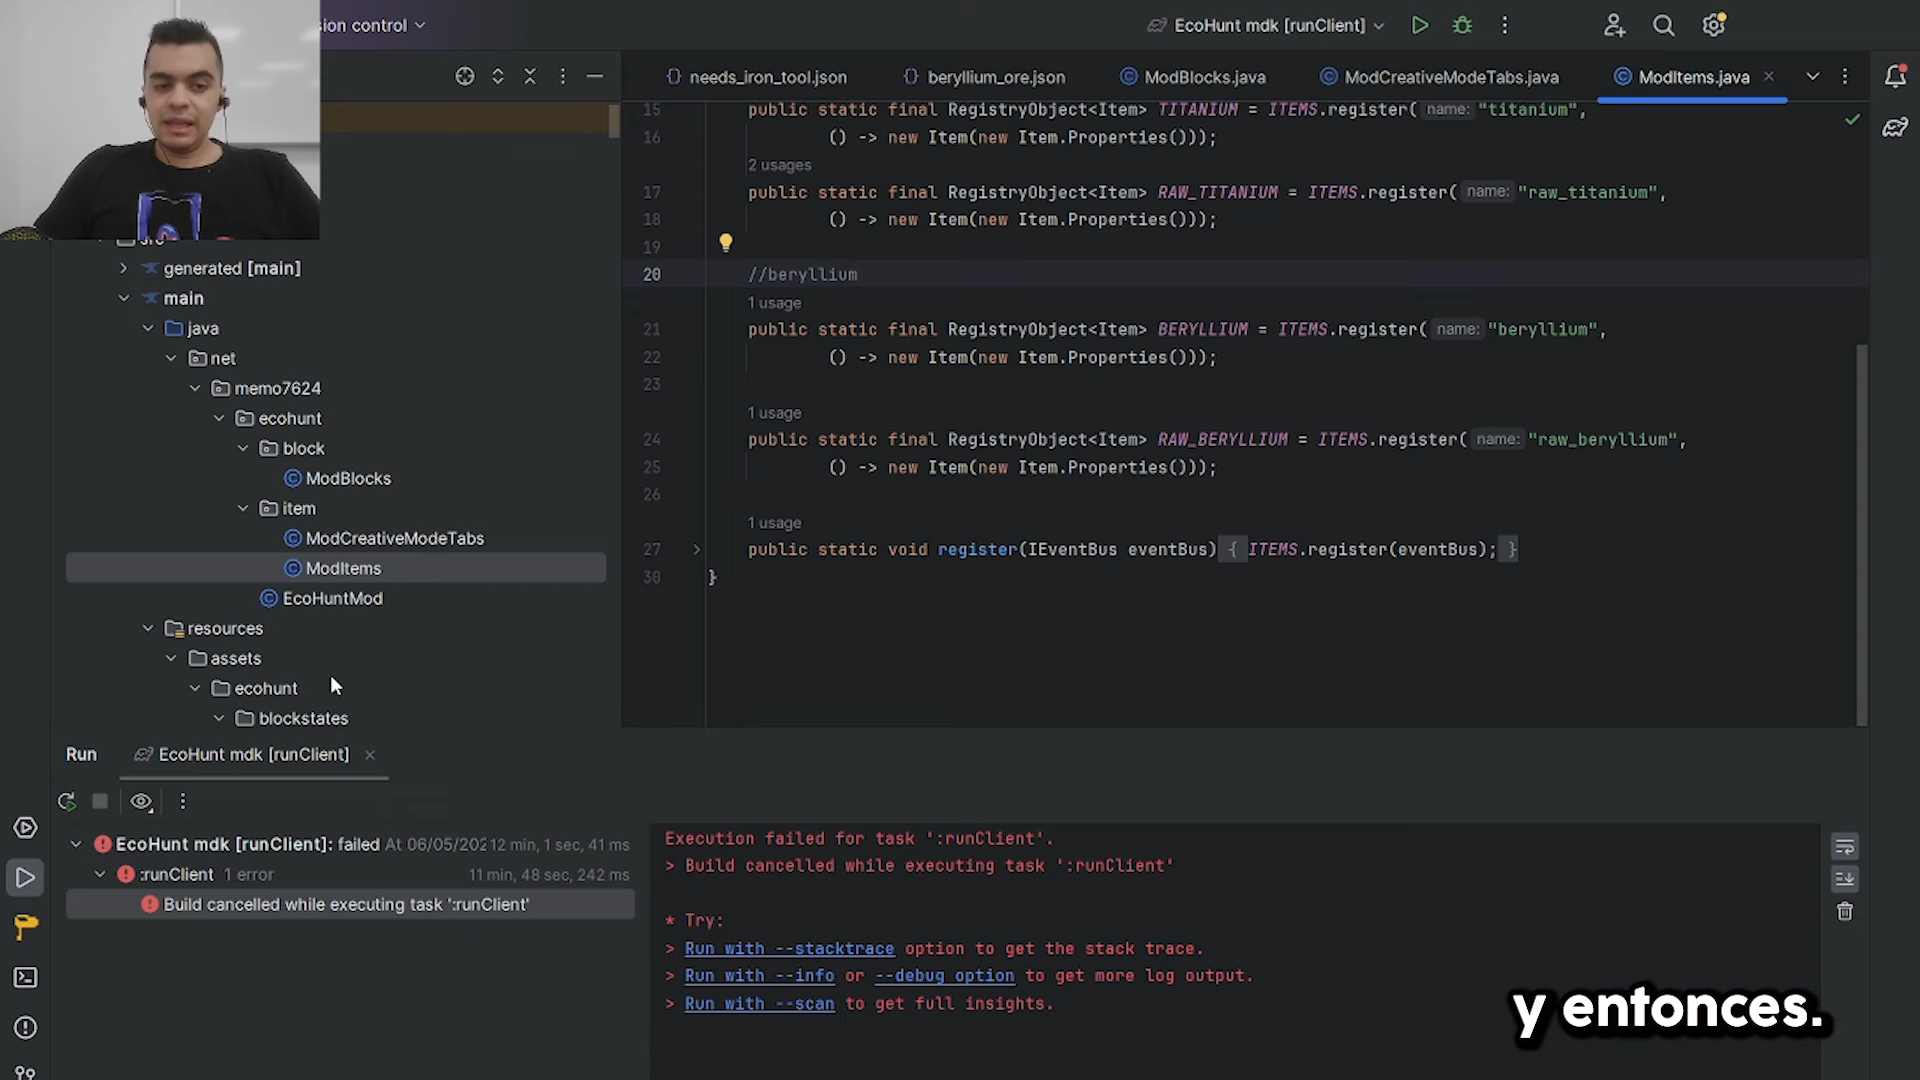 sion control
EcoHunt mdk [runClient]
needs_iron_tool.json
beryllium_ore.json
ModBlocks.java
ModCreativeModeTabs.java
ModItems.java
15 public static final RegistryObject<Item> TITANIUM = ITEMS.register( name: "titanium",
16 () -> new Item(new Item.Properties()));
2 usages
17 public static final RegistryObject<Item> RAW_TITANIUM = ITEMS.register( name: "raw_titanium",
18 () -> new Item(new Item.Properties()));
19
20 //beryllium
1 usage
21 public static final RegistryObject<Item> BERYLLIUM = ITEMS.register( name: "beryllium",
22 () -> new Item(new Item.Properties()));
23
1 usage
24 public static final RegistryObject<Item> RAW_BERYLLIUM = ITEMS.register( name: "raw_beryllium",
25 () -> new Item(new Item.Properties()));
26
1 usage
27 public static void register(IEventBus eventBus) { ITEMS.register(eventBus); }
30 }
src
generated [main]
main
java
net
memo7624
ecohunt
block
ModBlocks
item
ModCreativeModeTabs
ModItems
EcoHuntMod
resources
assets
ecohunt
blockstates
Run
EcoHunt mdk [runClient]
EcoHunt mdk [runClient]: failed At 06/05/202 12 min, 1 sec, 41 ms
:runClient 1 error 11 min, 48 sec, 242 ms
Build cancelled while executing task ':runClient'
Execution failed for task ':runClient'.
> Build cancelled while executing task ':runClient'
* Try:
> Run with --stacktrace option to get the stack trace.
> Run with --info or --debug option to get more log output.
> Run with --scan to get full insights.
y entonces.